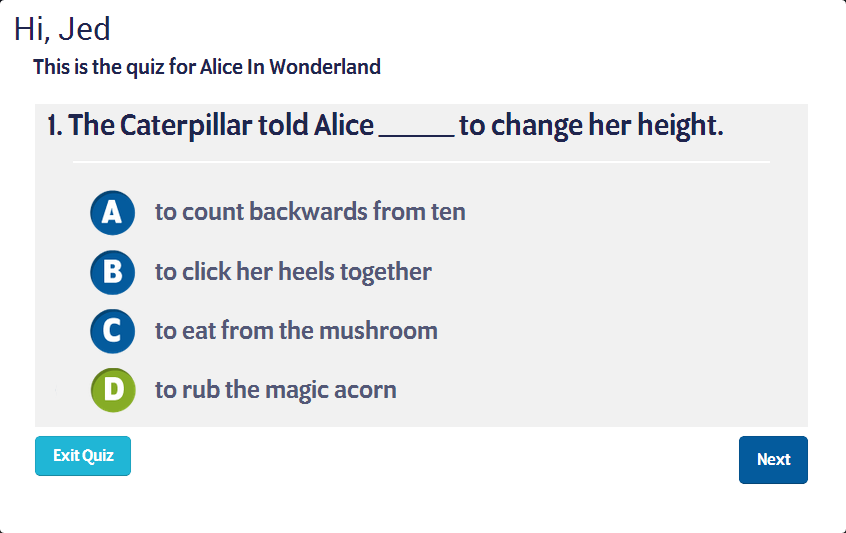 Hi, Jed
This is the quiz for Alice In Wonderland
1. The Caterpillar told Alice ______ to change her height.
A to count backwards from ten
B to click her heels together
C to eat from the mushroom
D to rub the magic acorn
Exit Quiz
Next